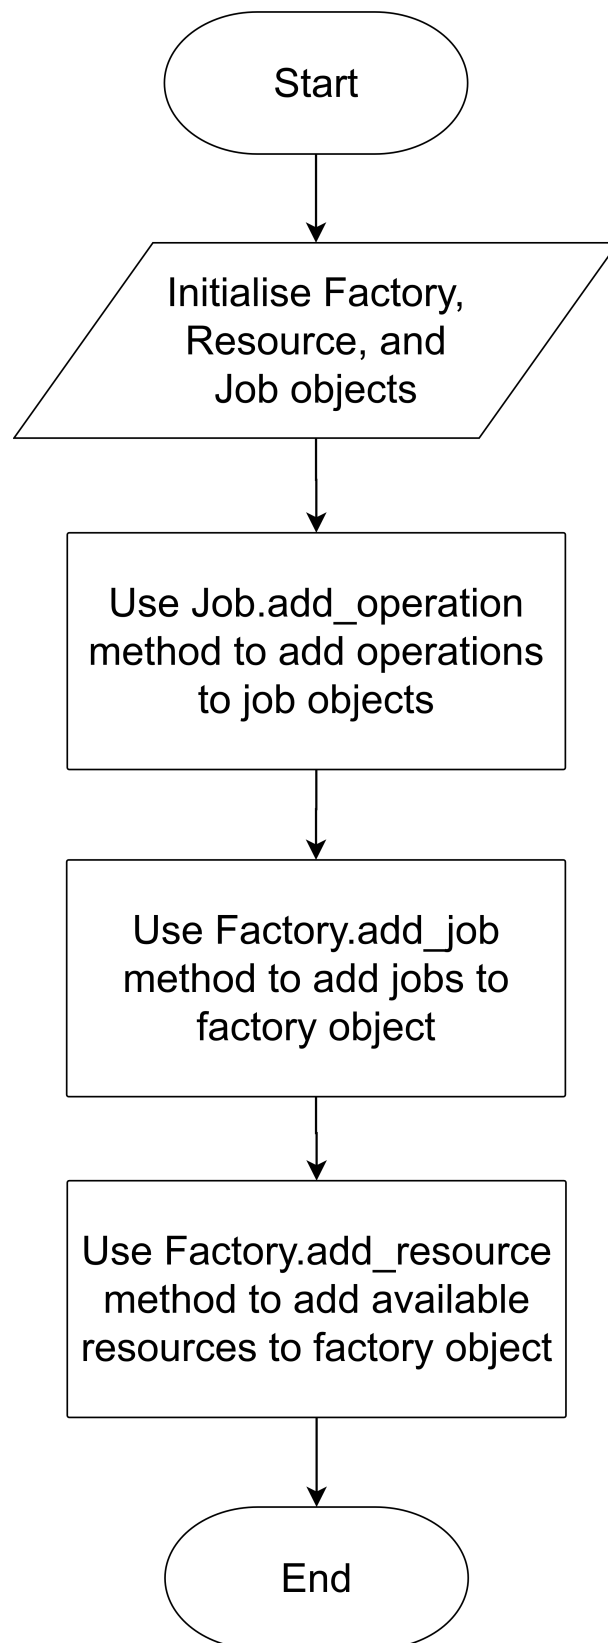 Start
Initialise Factory,
Resource, and
Job objects
Use Job.add_operation
method to add operations
to job objects
Use Factory.add_job
method to add jobs to
factory object
Use Factory.add_resource
method to add available
resources to factory object
End